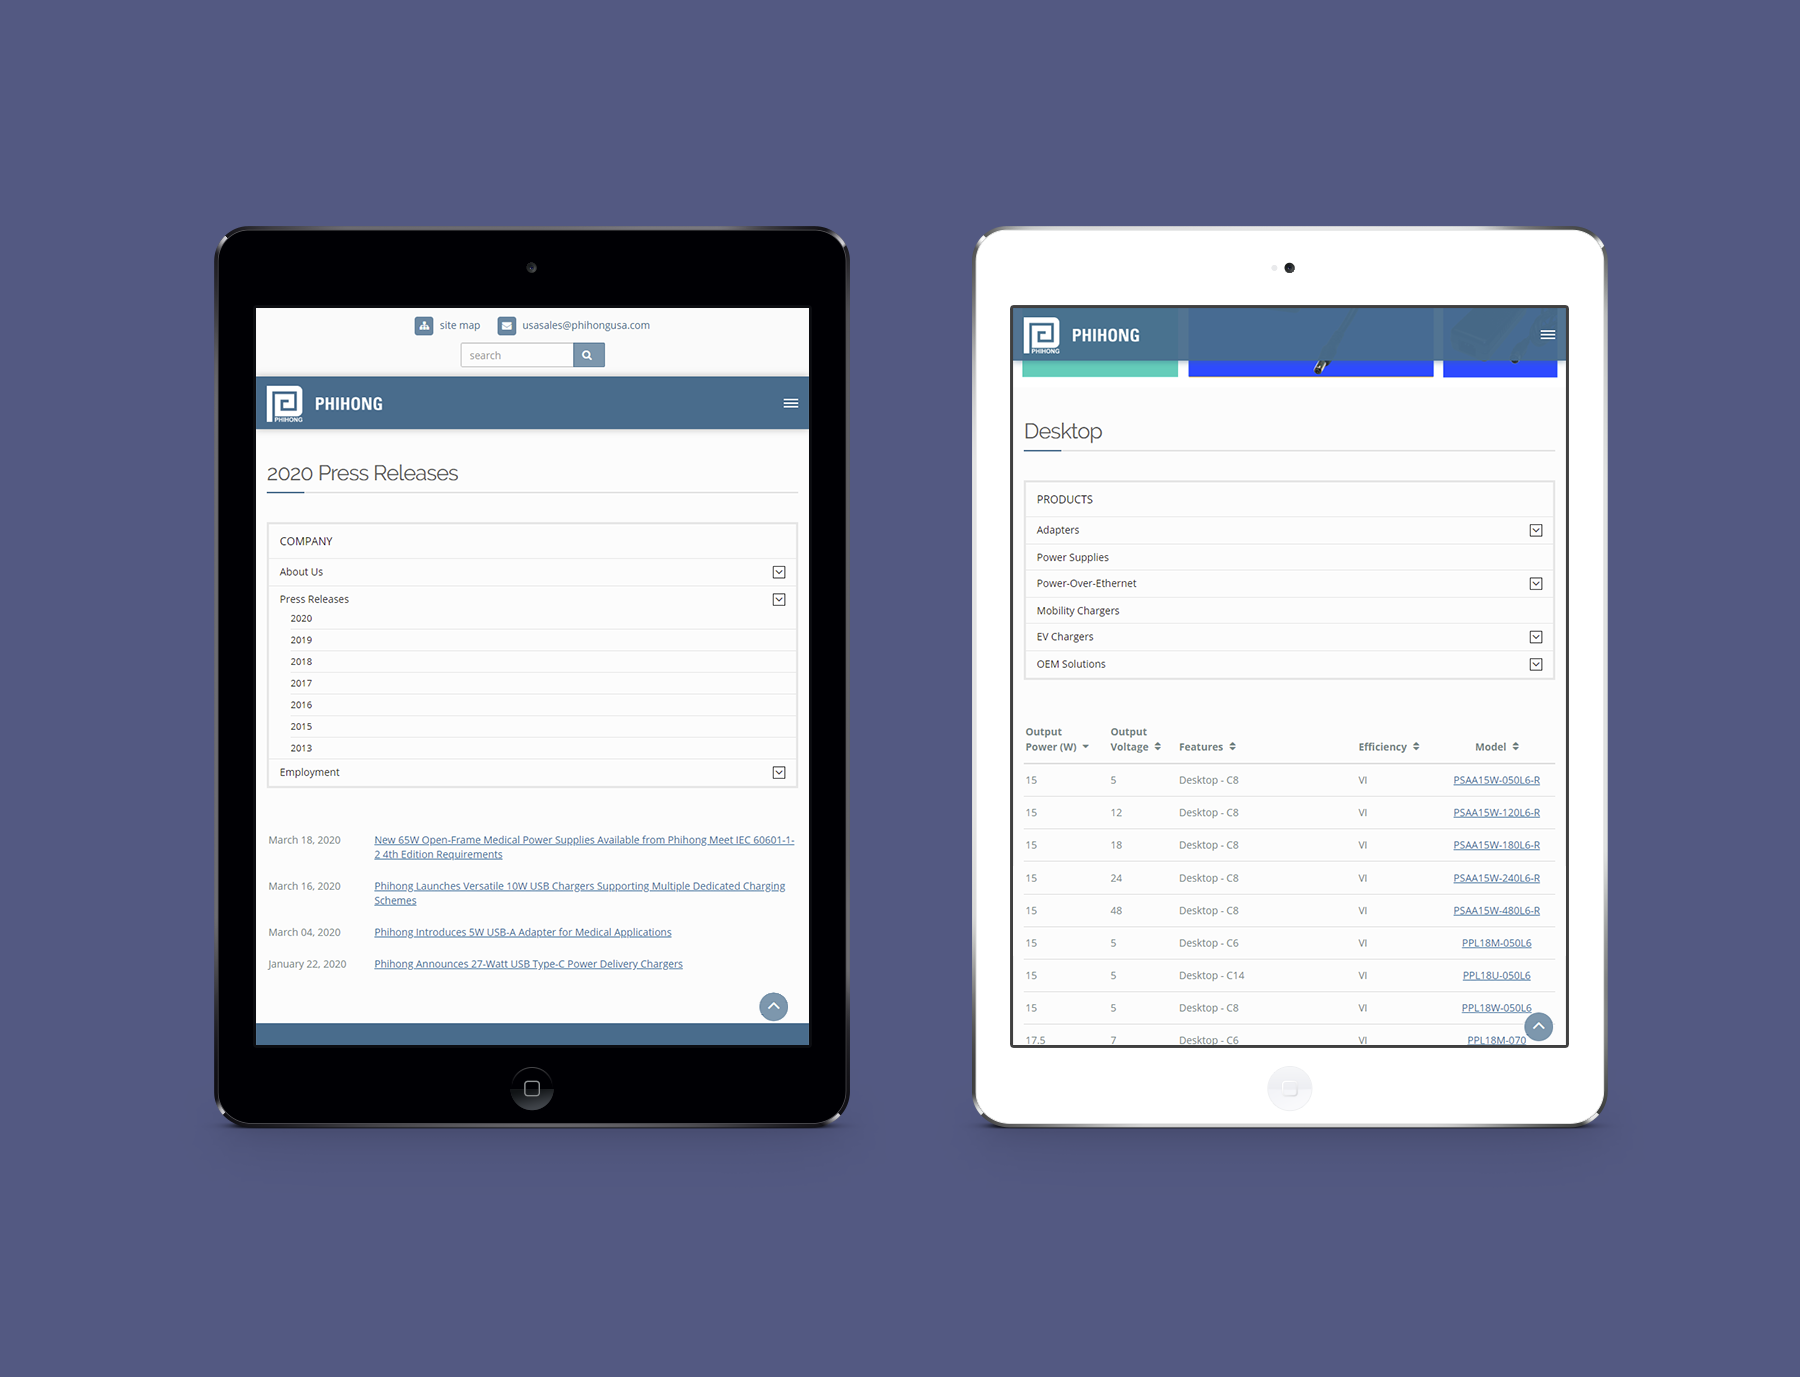 site map usasales@phihongusa.com
search
PHIHONG PHIHONG
2020 Press Releases
COMPANY
About Us
Press Releases
2020
2019
2018
2017
2016
2015
2013
Employment
March 18, 2020 New 65W Open-Frame Medical Power Supplies Available from Phihong Meet IEC 60601-1-
2 4th Edition Requirements
March 16, 2020 Phihong Launches Versatile 10W USB Chargers Supporting Multiple Dedicated Charging
Schemes
March 04, 2020 Phihong Introduces 5W USB-A Adapter for Medical Applications
January 22, 2020 Phihong Announces 27-Watt USB Type-C Power Delivery Chargers
PHIHONG PHIHONG
Desktop
PRODUCTS
Adapters
Power Supplies
Power-Over-Ethernet
Mobility Chargers
EV Chargers
OEM Solutions
Output Output
Power (W) Voltage Features Efficiency Model
15 5 Desktop - C8 VI PSAA15W-050L6-R
15 12 Desktop - C8 VI PSAA15W-120L6-R
15 18 Desktop - C8 VI PSAA15W-180L6-R
15 24 Desktop - C8 VI PSAA15W-240L6-R
15 48 Desktop - C8 VI PSAA15W-480L6-R
15 5 Desktop - C6 VI PPL18M-050L6
15 5 Desktop - C14 VI PPL18U-050L6
15 5 Desktop - C8 VI PPL18W-050L6
17.5 7 Desktop - C6 VI PPL18M-070